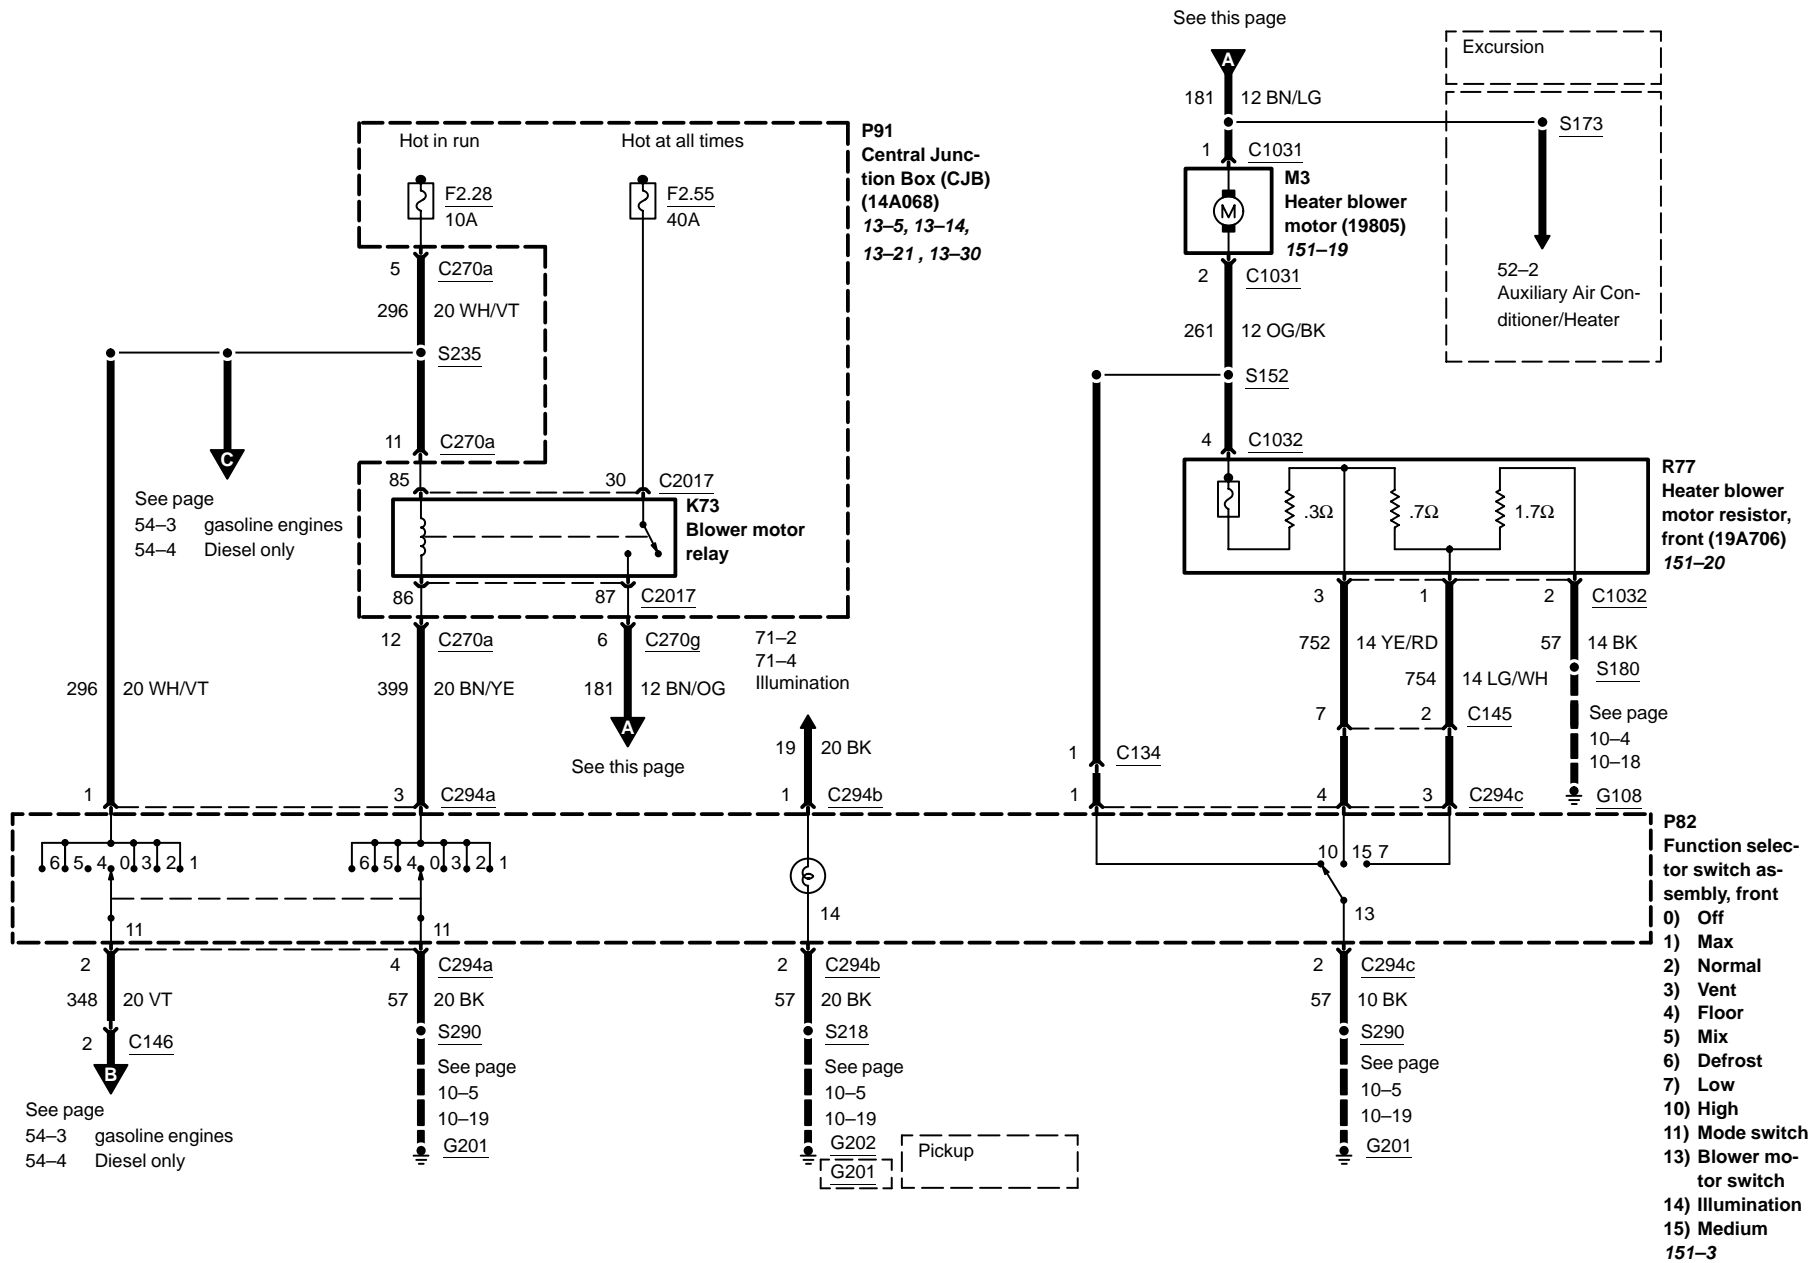 See this page
A
181 12 BN/LG
Excursion
S173
1 C1031
M3
Heater blower
motor (19805)
151–19
M
2 C1031
261 12 OG/BK
52–2
Auxiliary Air Con-
ditioner/Heater
S152
4 C1032
R77
Heater blower
motor resistor,
front (19A706)
151–20
.3Ω .7Ω 1.7Ω
3 1 2 C1032
752 14 YE/RD 57 14 BK
754 14 LG/WH S180
7 2 C145
See page
10–4
10–18
G108
1 C134
1 4 3 C294c
P91
Central Junc-
tion Box (CJB)
(14A068)
13–5, 13–14,
13–21 , 13–30
Hot in run Hot at all times
F2.28 F2.55
10A 40A
5 C270a
296 20 WH/VT
S235
11 C270a
C
See page
54–3 gasoline engines
54–4 Diesel only
85 30 C2017
K73
Blower motor
relay
86 87 C2017
12 C270a 6 C270g
71–2
71–4
Illumination
296 20 WH/VT 399 20 BN/YE 181 12 BN/OG
A
See this page
19 20 BK
1 3 C294a 1 C294b
P82
Function selec-
tor switch as-
sembly, front
0) Off
1) Max
2) Normal
3) Vent
4) Floor
5) Mix
6) Defrost
7) Low
10) High
11) Mode switch
13) Blower mo-
tor switch
14) Illumination
15) Medium
151–3
6 5 4 0 3 2 1 6 5 4 0 3 2 1
10 15 7
11 11 14 13
2 4 C294a 2 C294b 2 C294c
348 20 VT 57 20 BK 57 20 BK 57 10 BK
2 C146 S290 S218 S290
B
See page
54–3 gasoline engines
54–4 Diesel only
See page
10–5
10–19
G201
See page
10–5
10–19
G202
G201
Pickup
See page
10–5
10–19
G201